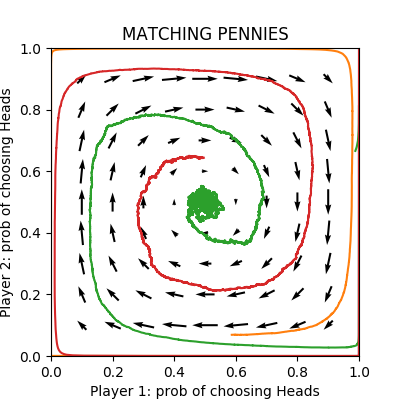 MATCHING PENNIES
Player 2: prob of choosing Heads
1.0
0.8
0.6
0.4
0.2
0.0
0.0 0.2 0.4 0.6 0.8 1.0
Player 1: prob of choosing Heads